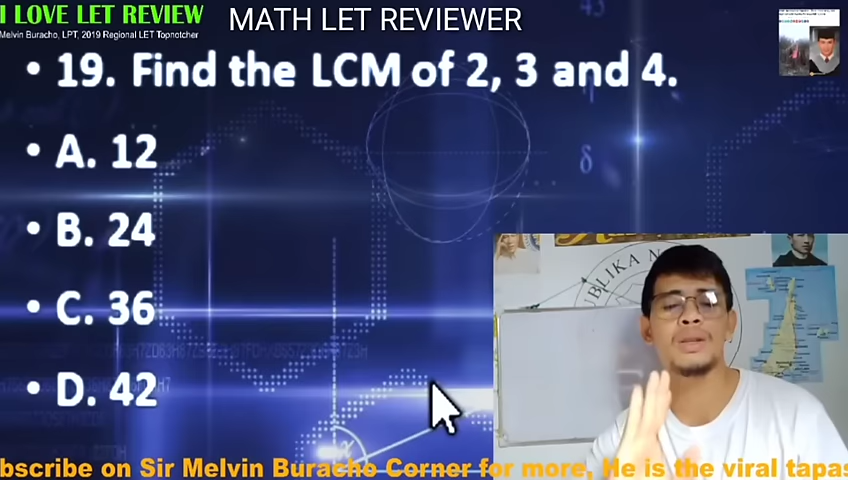 I LOVE LET REVIEW
MATH LET REVIEWER
Melvin Buracho, LPT, 2019 Regional LET Topnotcher
• 19. Find the LCM of 2, 3 and 4.
• A. 12
• B. 24
• C. 36
• D. 42
UBLIKA N
bscribe on Sir Melvin Buracho Corner for more, He is the viral tapas